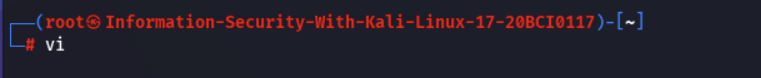 ┌──(root㉿Information-Security-With-Kali-Linux-17-20BCI0117)-[~]
└─# vi